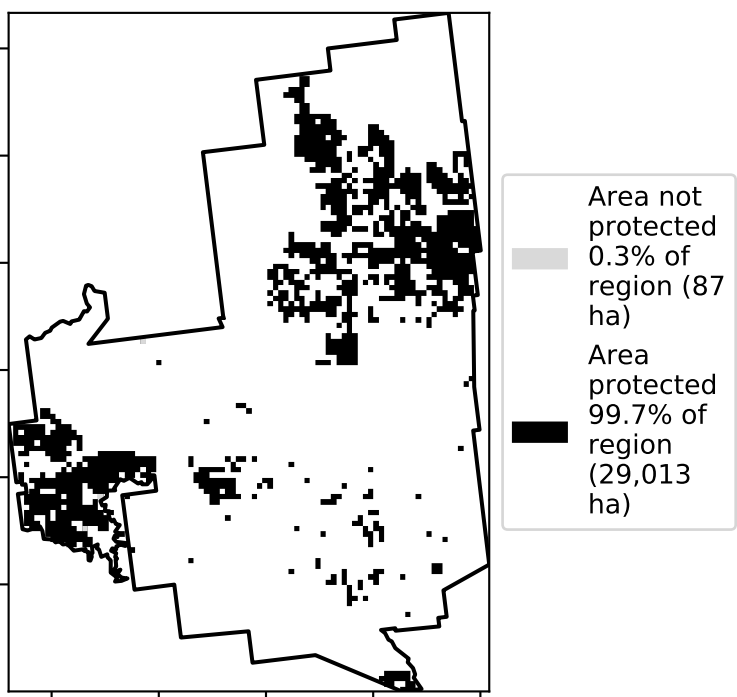 Area not
protected
0.3% of
region (87
ha)
Area
protected
99.7% of
region
(29,013
ha)